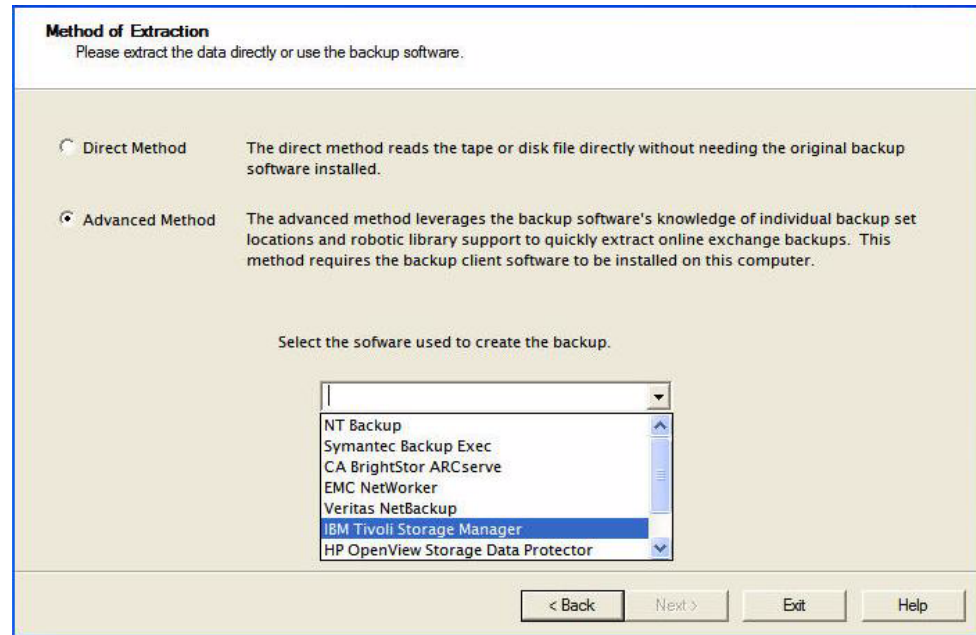 Method of Extraction
Please extract the data directly or use the backup software.
Direct Method
The direct method reads the tape or disk file directly without needing the original backup
software installed.
Advanced Method
The advanced method leverages the backup software's knowledge of individual backup set
locations and robotic library support to quickly extract online exchange backups. This
method requires the backup client software to be installed on this computer.
Select the sofware used to create the backup.
NT Backup
Symantec Backup Exec
CA BrightStor ARCserve
EMC NetWorker
Veritas NetBackup
IBM Tivoli Storage Manager
HP OpenView Storage Data Protector
< Back
Next >
Exit
Help